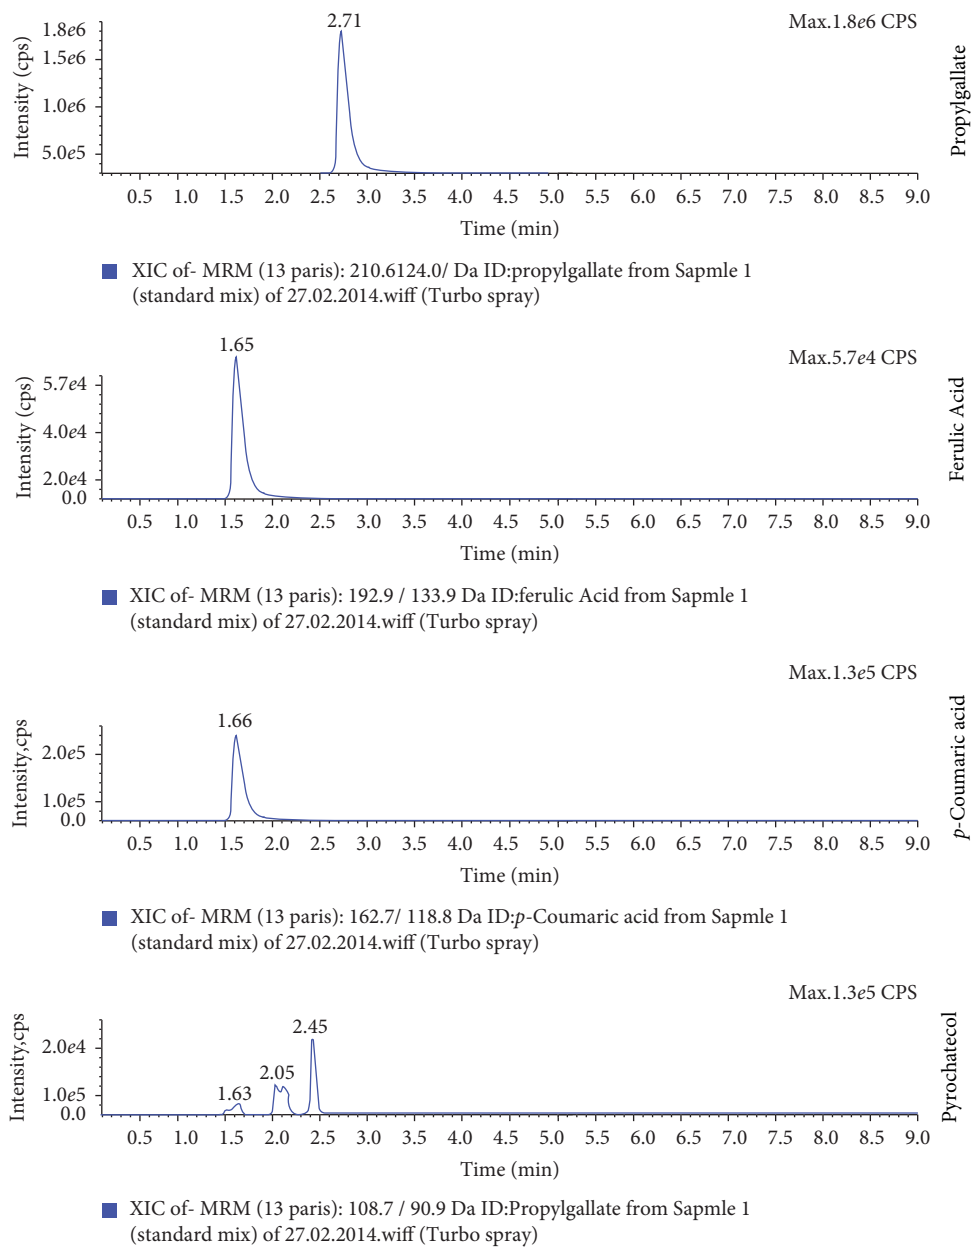 2.71
Max.1.8e6 CPS
1.8e6
1.5e6
1.0e6
5.0e5
Intensity (cps)
Propylgallate
0.5 1.0 1.5 2.0 2.5 3.0 3.5 4.0 4.5 5.0 5.5 6.0 6.5 7.0 7.5 8.0 8.5 9.0
Time (min)
XIC of- MRM (13 paris): 210.6124.0/ Da ID:propylgallate from Sapmle 1
(standard mix) of 27.02.2014.wiff (Turbo spray)
1.65
Max.5.7e4 CPS
5.7e4
4.0e4
2.0e4
0.0
Intensity (cps)
Ferulic Acid
0.5 1.0 1.5 2.0 2.5 3.0 3.5 4.0 4.5 5.0 5.5 6.0 6.5 7.0 7.5 8.0 8.5 9.0
Time (min)
XIC of- MRM (13 paris): 192.9 / 133.9 Da ID:ferulic Acid from Sapmle 1
(standard mix) of 27.02.2014.wiff (Turbo spray)
Max.1.3e5 CPS
1.66
2.0e5
1.0e5
0.0
Intensity,cps
p-Coumaric acid
0.5 1.0 1.5 2.0 2.5 3.0 3.5 4.0 4.5 5.0 5.5 6.0 6.5 7.0 7.5 8.0 8.5 9.0
Time (min)
XIC of- MRM (13 paris): 162.7/ 118.8 Da ID:p-Coumaric acid from Sapmle 1
(standard mix) of 27.02.2014.wiff (Turbo spray)
Max.1.3e5 CPS
2.45
2.05
1.63
2.0e4
1.0e5
0.0
Intensity,cps
Pyrochatecol
0.5 1.0 1.5 2.0 2.5 3.0 3.5 4.0 4.5 5.0 5.5 6.0 6.5 7.0 7.5 8.0 8.5 9.0
Time (min)
XIC of- MRM (13 paris): 108.7 / 90.9 Da ID:Propylgallate from Sapmle 1
(standard mix) of 27.02.2014.wiff (Turbo spray)